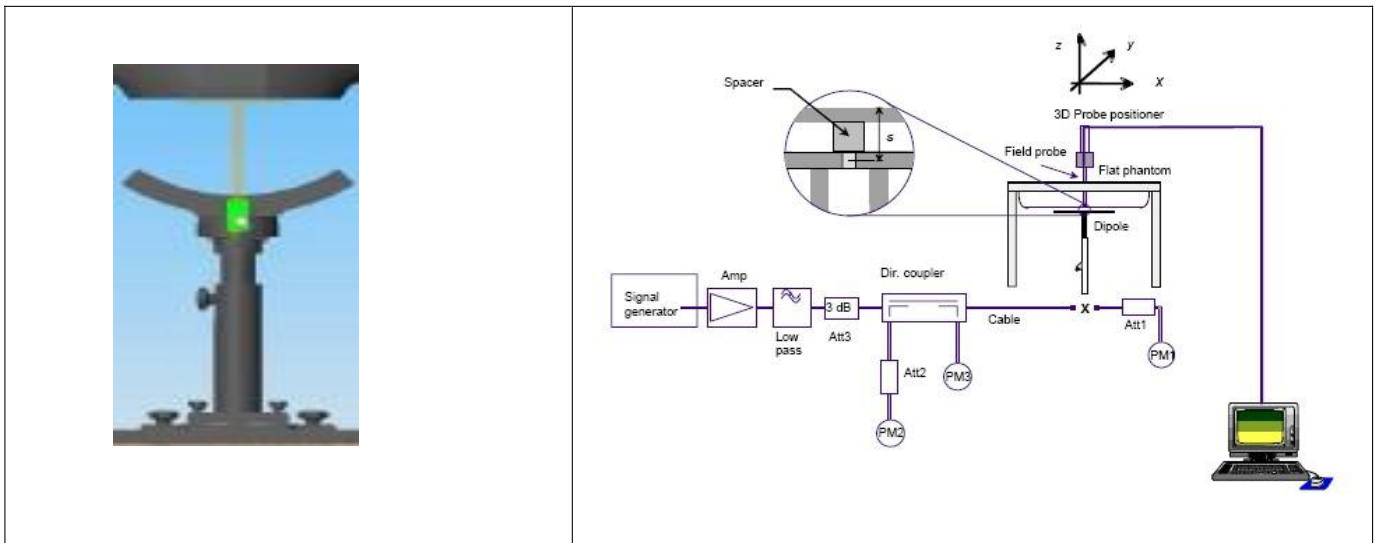 z
y
X
Spacer
s
3D Probe positioner
Field probe
Flat phantom
Dipole
Signal
generator
Amp
Low
pass
3 dB
Att3
Dir. coupler
Cable
x
Att1
PM1
Att2
PM3
PM2